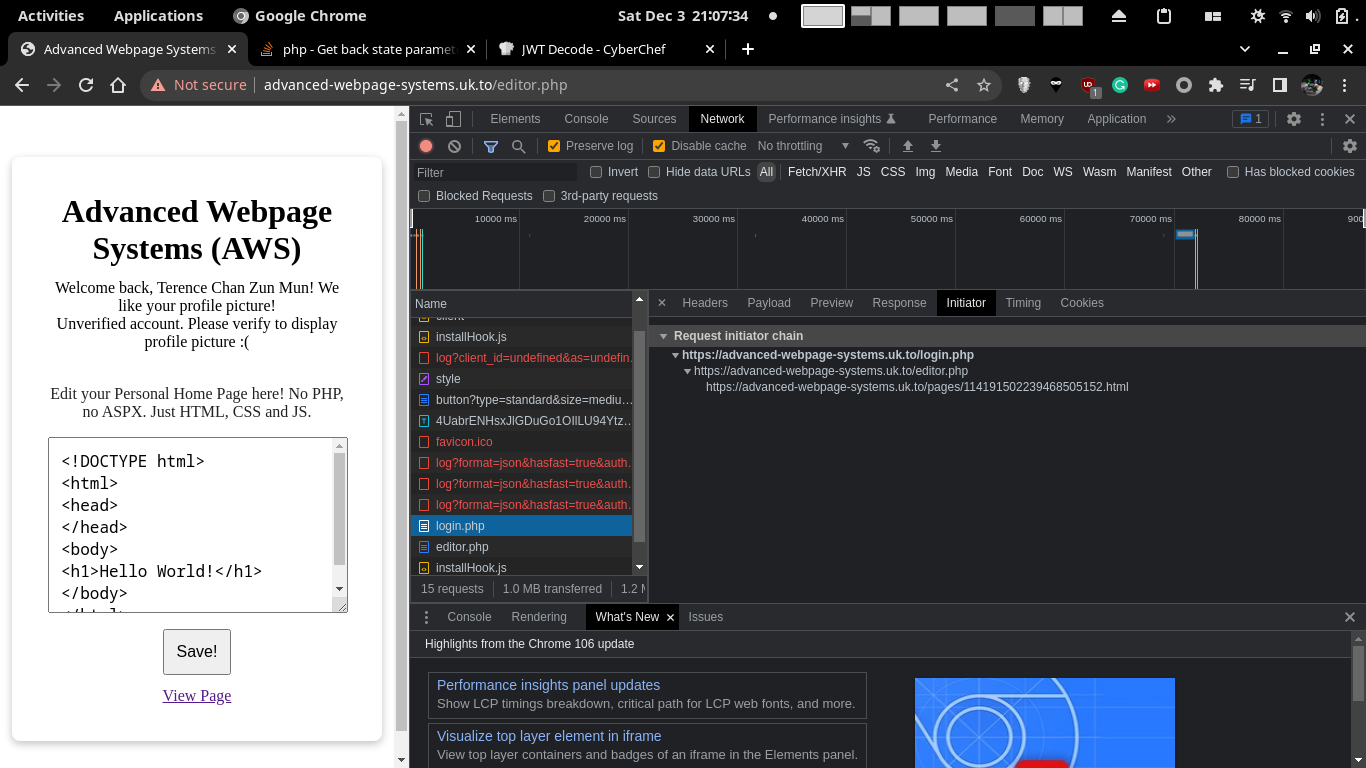 Activities Applications Google Chrome Sat Dec 3 21:07:34
Advanced Webpage Systems
php - Get back state paramet
JWT Decode - CyberChef
Not secure advanced-webpage-systems.uk.to/editor.php
1
Advanced Webpage
Systems (AWS)
Welcome back, Terence Chan Zun Mun! We
like your profile picture!
Unverified account. Please verify to display
profile picture :(
Edit your Personal Home Page here! No PHP,
no ASPX. Just HTML, CSS and JS.
<!DOCTYPE html>
<html>
<head>
</head>
<body>
<h1>Hello World!</h1>
</body>
</html>
Save!
View Page
Elements Console Sources Network Performance insights Performance Memory Application » 1
Preserve log Disable cache No throttling
Filter Invert Hide data URLs All Fetch/XHR JS CSS Img Media Font Doc WS Wasm Manifest Other Has blocked cookies
Blocked Requests 3rd-party requests
10000 ms 20000 ms 30000 ms 40000 ms 50000 ms 60000 ms 70000 ms 80000 ms 900
Name
client
installHook.js
log?client_id=undefined&as=undefin…
style
button?type=standard&size=mediu…
4UabrENHsxJlGDuGo1OIlLU94Ytz…
favicon.ico
log?format=json&hasfast=true&auth…
log?format=json&hasfast=true&auth…
log?format=json&hasfast=true&auth…
login.php
editor.php
installHook.js
15 requests 1.0 MB transferred 1.2 M
Headers Payload Preview Response Initiator Timing Cookies
Request initiator chain
https://advanced-webpage-systems.uk.to/login.php
https://advanced-webpage-systems.uk.to/editor.php
https://advanced-webpage-systems.uk.to/pages/114191502239468505152.html
Console Rendering What's New Issues
Highlights from the Chrome 106 update
Performance insights panel updates
Show LCP timings breakdown, critical path for LCP web fonts, and more.
Visualize top layer element in iframe
View top layer containers and badges of an iframe in the Elements panel.